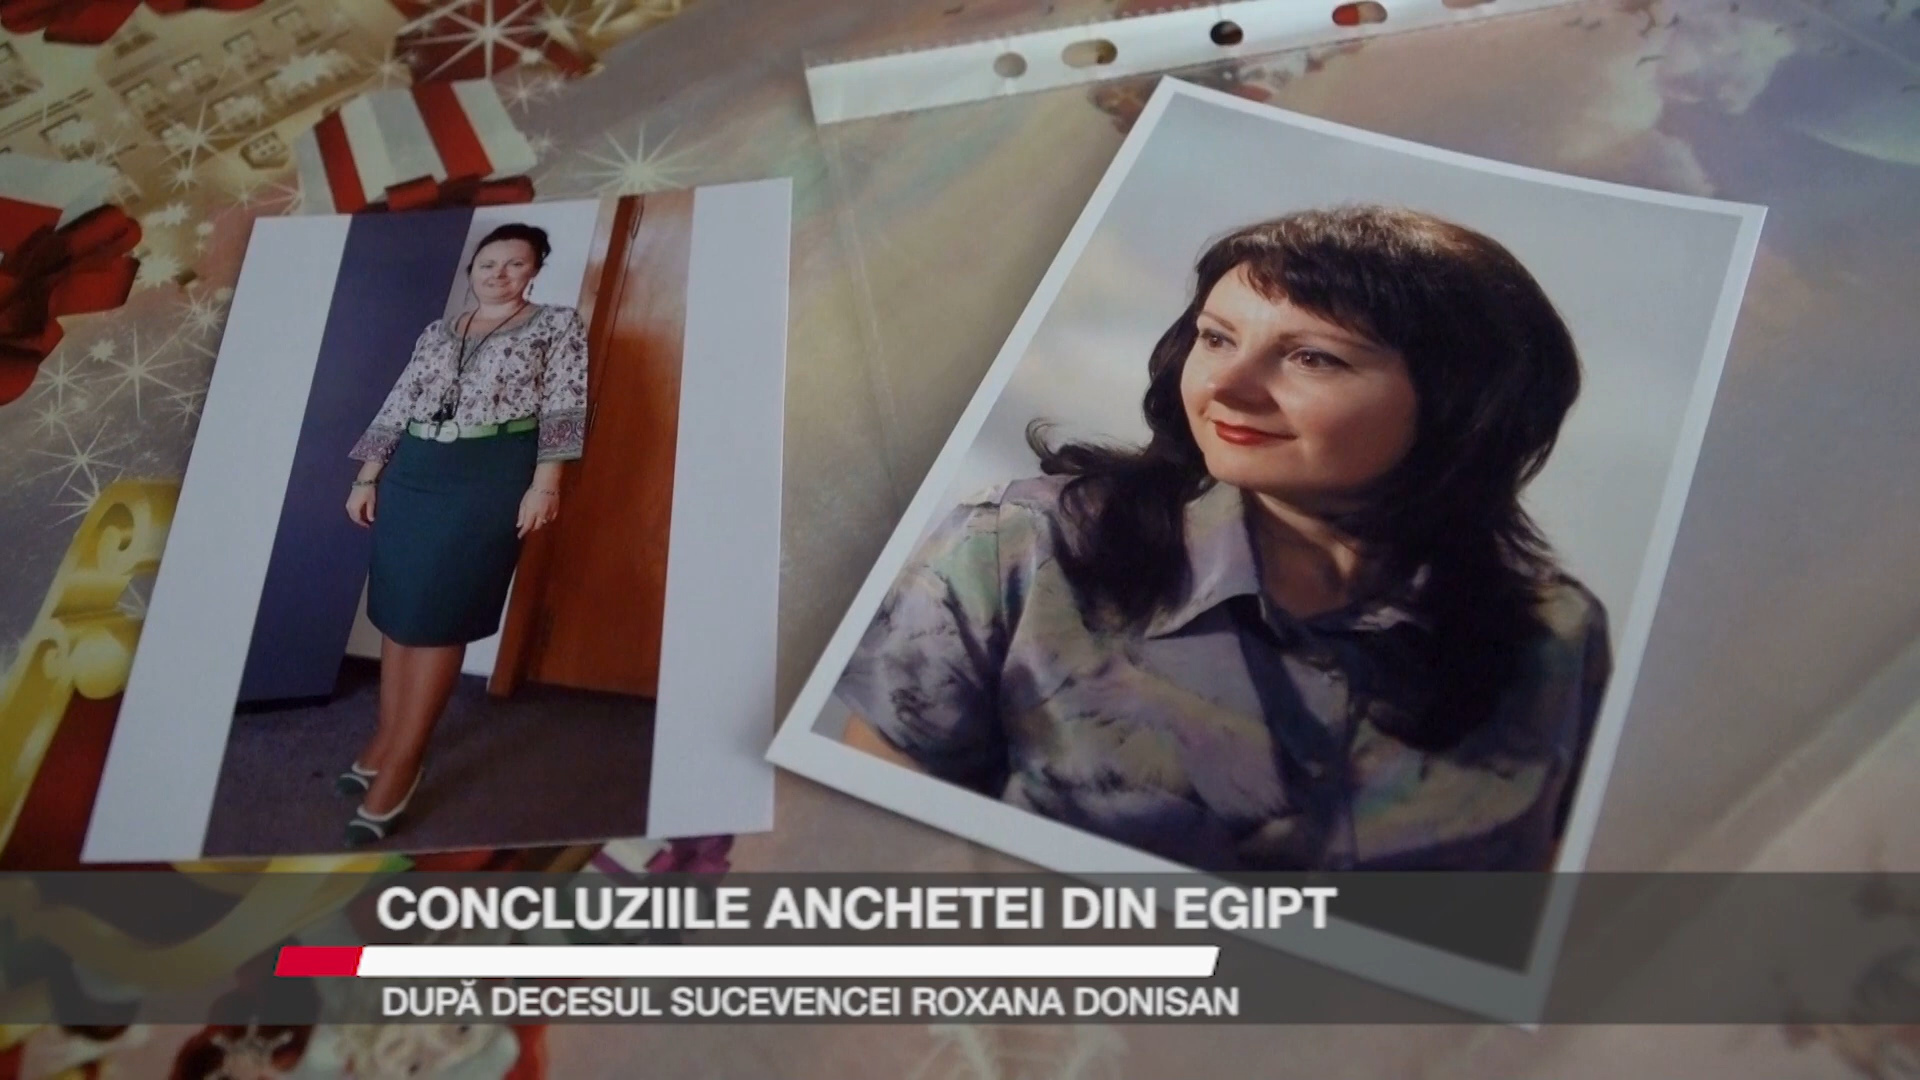 CONCLUZIILE ANCHETEI DIN EGIPT
DUPĂ DECESUL SUCEVENCEI ROXANA DONISAN